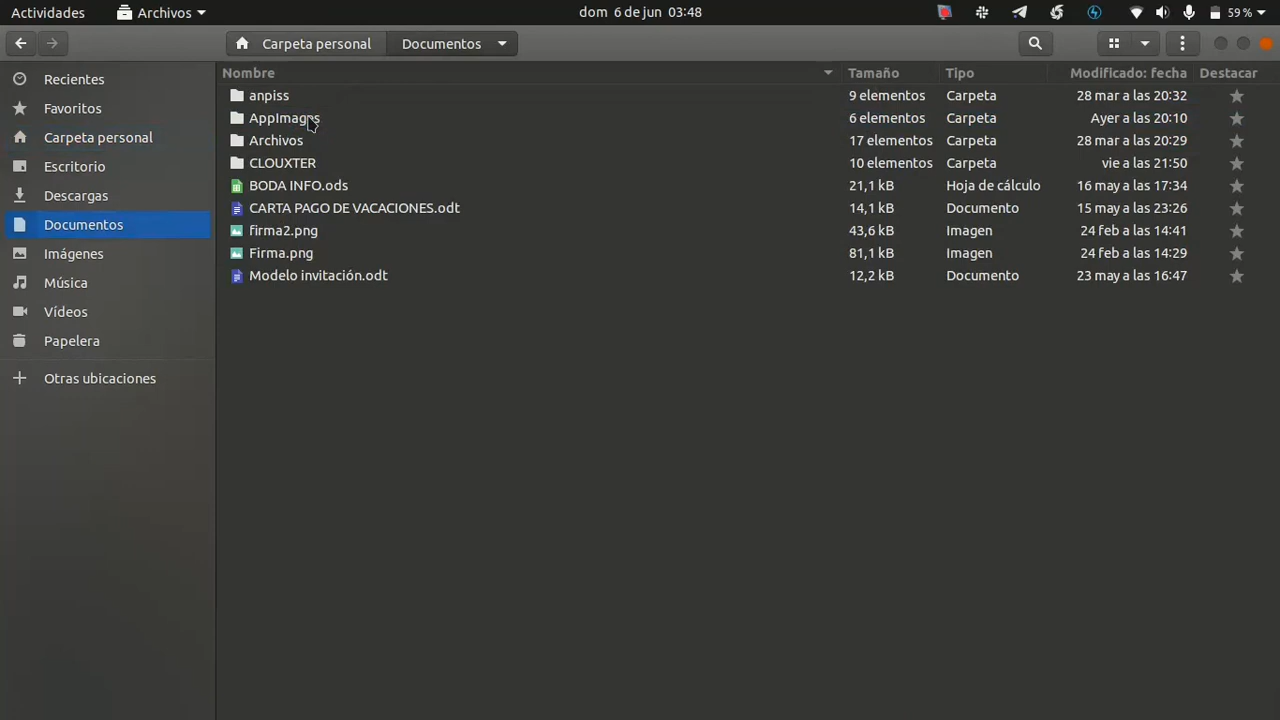 Actividades Archivos dom 6 de jun 03:48 59 %
Carpeta personal Documentos
Recientes
Favoritos
Carpeta personal
Escritorio
Descargas
Documentos
Imágenes
Música
Vídeos
Papelera
Otras ubicaciones
Nombre Tamaño Tipo Modificado: fecha Destacar
anpiss 9 elementos Carpeta 28 mar a las 20:32
AppImages 6 elementos Carpeta Ayer a las 20:10
Archivos 17 elementos Carpeta 28 mar a las 20:29
CLOUXTER 10 elementos Carpeta vie a las 21:50
BODA INFO.ods 21,1 kB Hoja de cálculo 16 may a las 17:34
CARTA PAGO DE VACACIONES.odt 14,1 kB Documento 15 may a las 23:26
firma2.png 43,6 kB Imagen 24 feb a las 14:41
Firma.png 81,1 kB Imagen 24 feb a las 14:29
Modelo invitación.odt 12,2 kB Documento 23 may a las 16:47